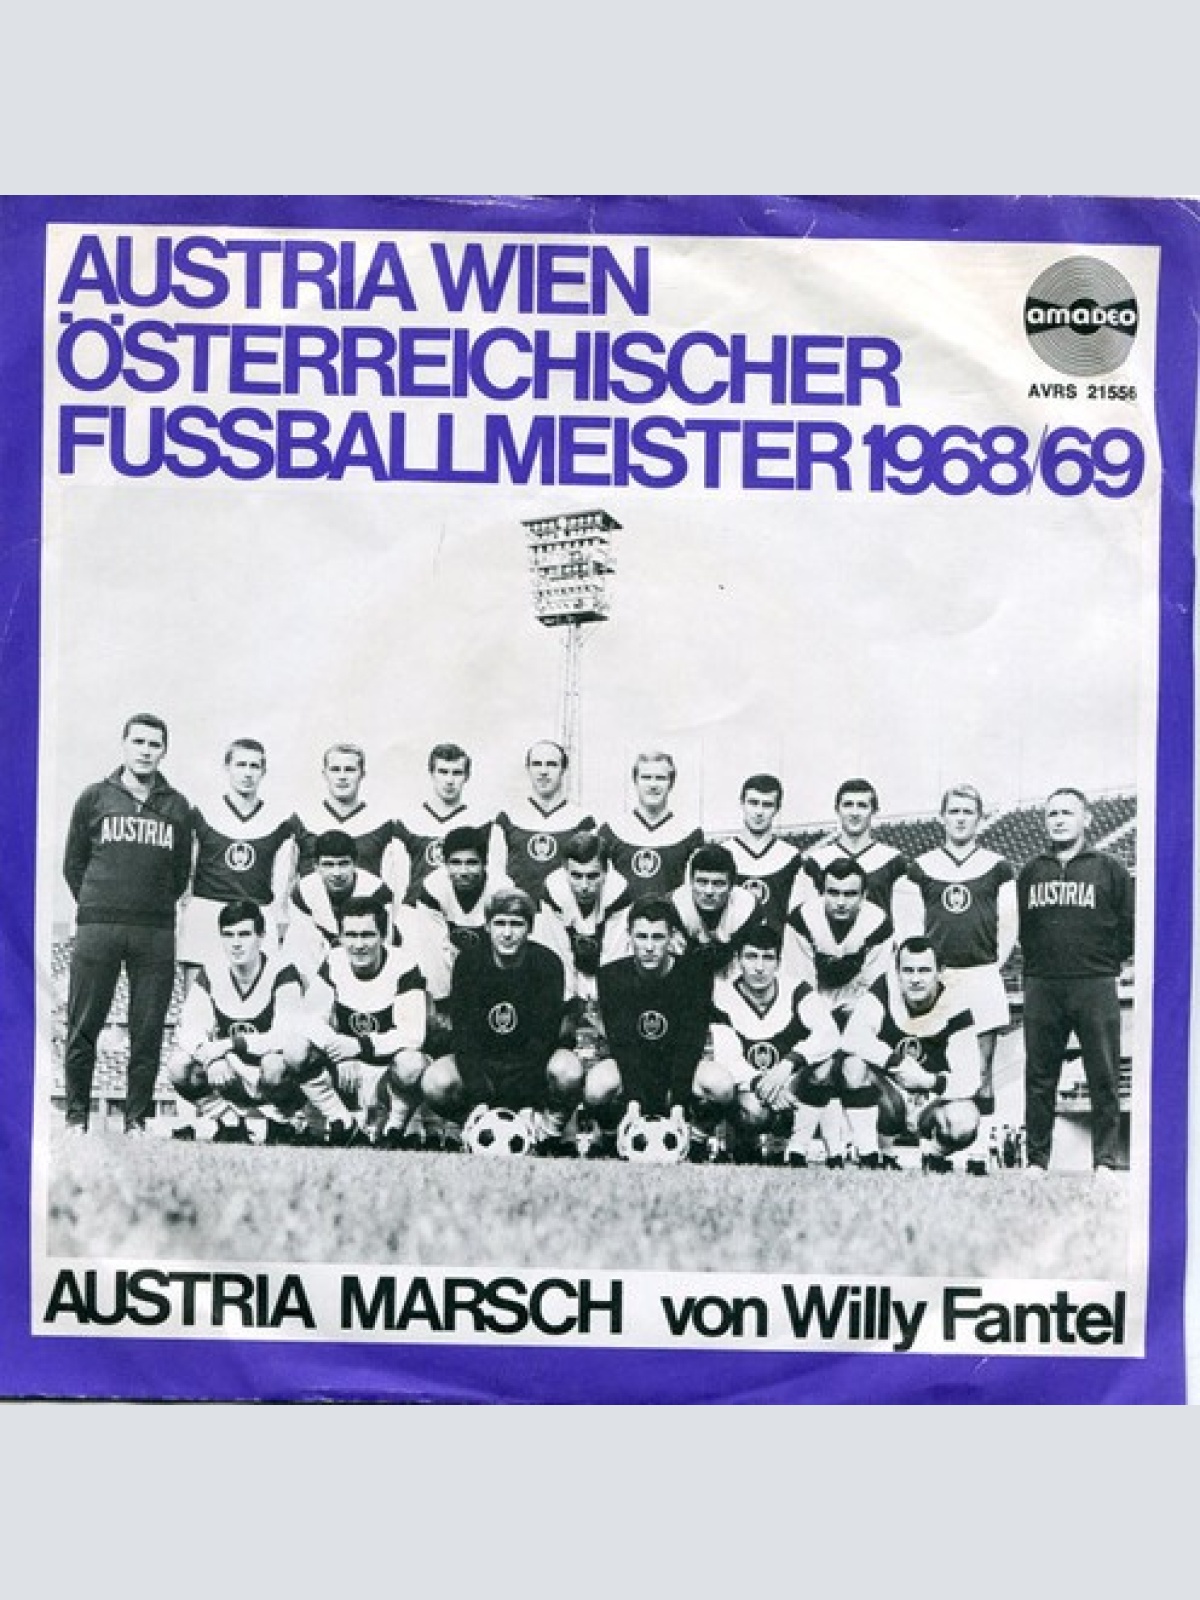 AUSTRIA WIEN
ÖSTERREICHISCHER
FUSSBALLMEISTER 1968/69
amadeo
AVRS 21556
AUSTRIA
AUSTRIA
AUSTRIA MARSCH von Willy Fantel